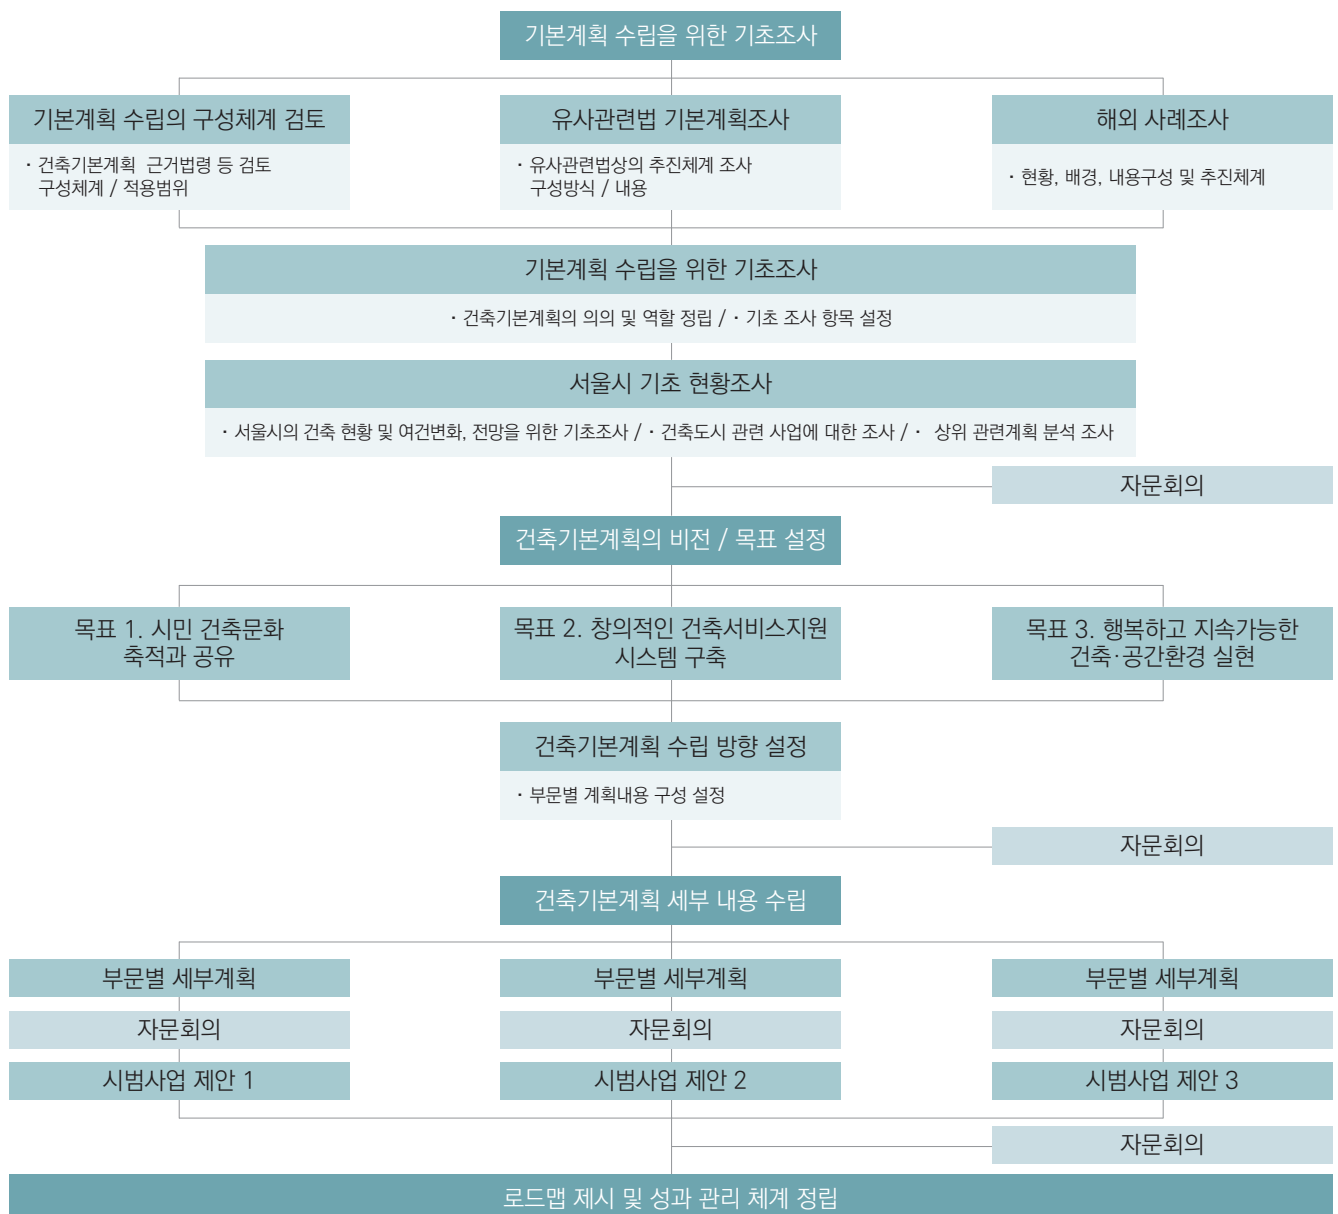 기본계획 수립을 위한 기초조사
기본계획 수립의 구성체계 검토
· 건축기본계획 근거법령 등 검토
구성체계 / 적용범위
유사관련법 기본계획조사
· 유사관련법상의 추진체계 조사
구성방식 / 내용
해외 사례조사
· 현황, 배경, 내용구성 및 추진체계
기본계획 수립을 위한 기초조사
· 건축기본계획의 의의 및 역할 정립 / · 기초 조사 항목 설정
서울시 기초 현황조사
· 서울시의 건축 현황 및 여건변화, 전망을 위한 기초조사 / · 건축도시 관련 사업에 대한 조사 / · 상위 관련계획 분석 조사
자문회의
건축기본계획의 비전 / 목표 설정
목표 1. 시민 건축문화
축적과 공유
목표 2. 창의적인 건축서비스지원
시스템 구축
목표 3. 행복하고 지속가능한
건축·공간환경 실현
건축기본계획 수립 방향 설정
· 부문별 계획내용 구성 설정
자문회의
건축기본계획 세부 내용 수립
부문별 세부계획
부문별 세부계획
부문별 세부계획
자문회의
자문회의
자문회의
시범사업 제안 1
시범사업 제안 2
시범사업 제안 3
자문회의
로드맵 제시 및 성과 관리 체계 정립